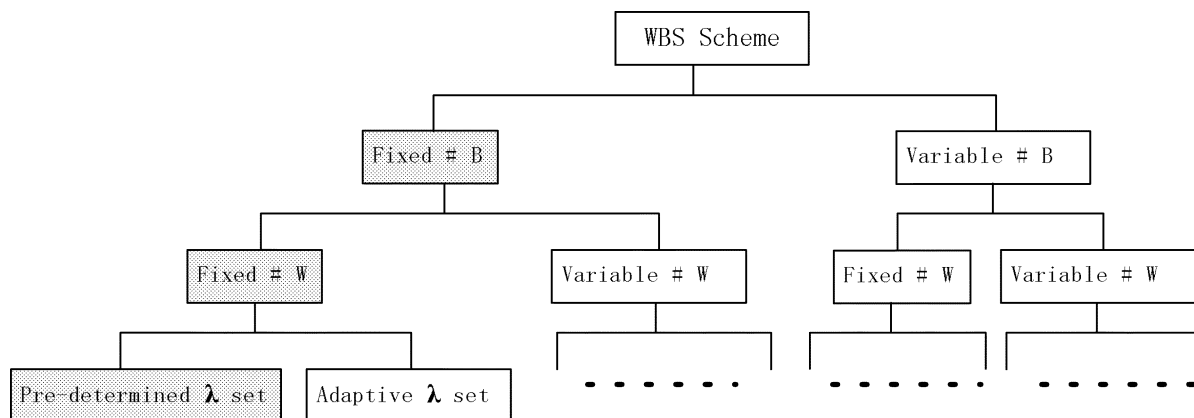 WBS Scheme
Fixed # B
Variable # B
Fixed # W
Variable # W
Fixed # W
Variable # W
Pre-determined λ set
Adaptive λ set